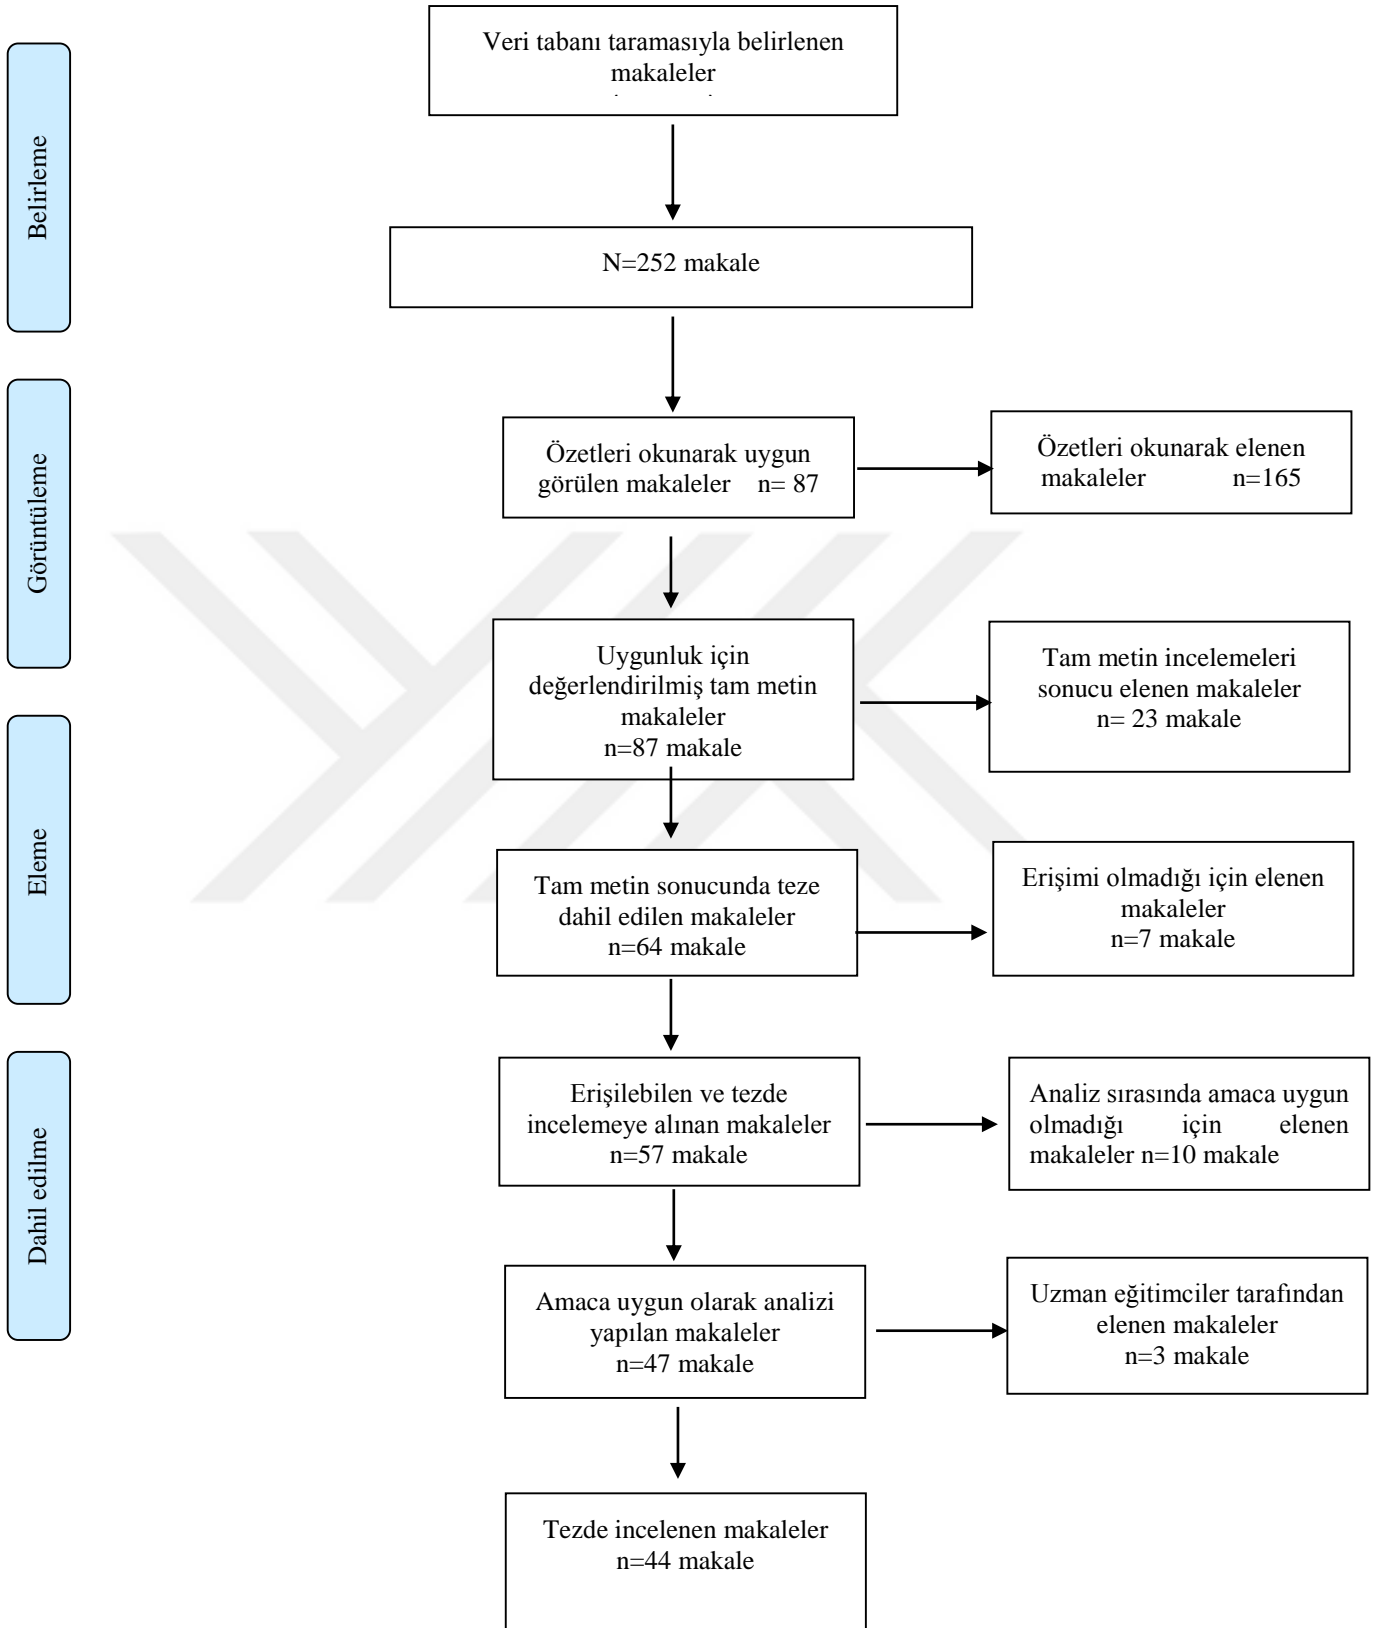 Veri tabanı taramasıyla belirlenen
makaleler
Belirleme
N=252 makale
Görüntüleme
Özetleri okunarak uygun
görülen makaleler n= 87
Özetleri okunarak elenen
makaleler n=165
Uygunluk için
değerlendirilmiş tam metin
makaleler
n=87 makale
Tam metin incelemeleri
sonucu elenen makaleler
n= 23 makale
Eleme
Tam metin sonucunda teze
dahil edilen makaleler
n=64 makale
Erişimi olmadığı için elenen
makaleler
n=7 makale
Dahil edilme
Erişilebilen ve tezde
incelemeye alınan makaleler
n=57 makale
Analiz sırasında amaca uygun
olmadığı için elenen
makaleler n=10 makale
Amaca uygun olarak analizi
yapılan makaleler
n=47 makale
Uzman eğitimciler tarafından
elenen makaleler
n=3 makale
Tezde incelenen makaleler
n=44 makale